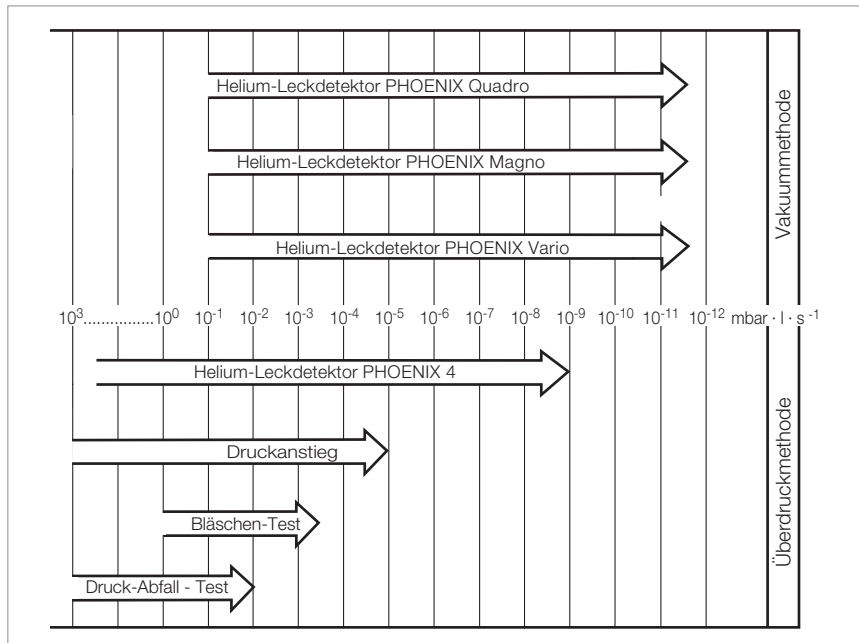 Helium-Leckdetektor PHOENIX Quadro
Helium-Leckdetektor PHOENIX Magno
Helium-Leckdetektor PHOENIX Vario
Vakuummethode
10³................10⁰ 10⁻¹ 10⁻² 10⁻³ 10⁻⁴ 10⁻⁵ 10⁻⁶ 10⁻⁷ 10⁻⁸ 10⁻⁹ 10⁻¹⁰ 10⁻¹¹ 10⁻¹² mbar · l · s⁻¹
Helium-Leckdetektor PHOENIX 4
Druckanstieg
Bläschen-Test
Druck-Abfall - Test
Überdruckmethode